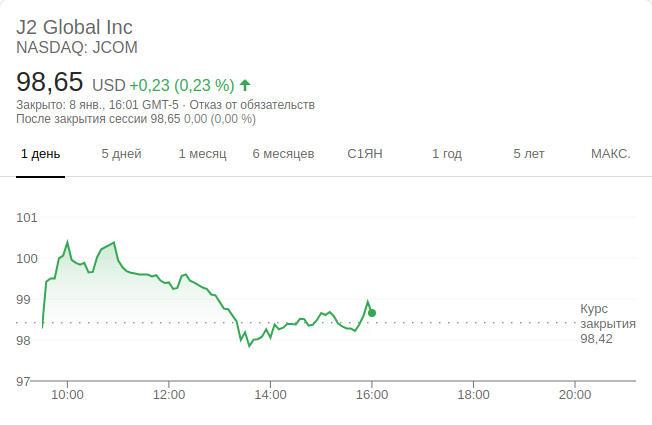 J2 Global Inc
NASDAQ: JCOM
98,65 USD +0,23 (0,23 %)
Закрыто: 8 янв., 16:01 GMT-5 · Отказ от обязательств
После закрытия сессии 98,65 0,00 (0,00 %)
1 день 5 дней 1 месяц 6 месяцев С1ЯН 1 год 5 лет МАКС.
101
100
99
98
97
Курс
закрытия
98,42
10:00 12:00 14:00 16:00 18:00 20:00